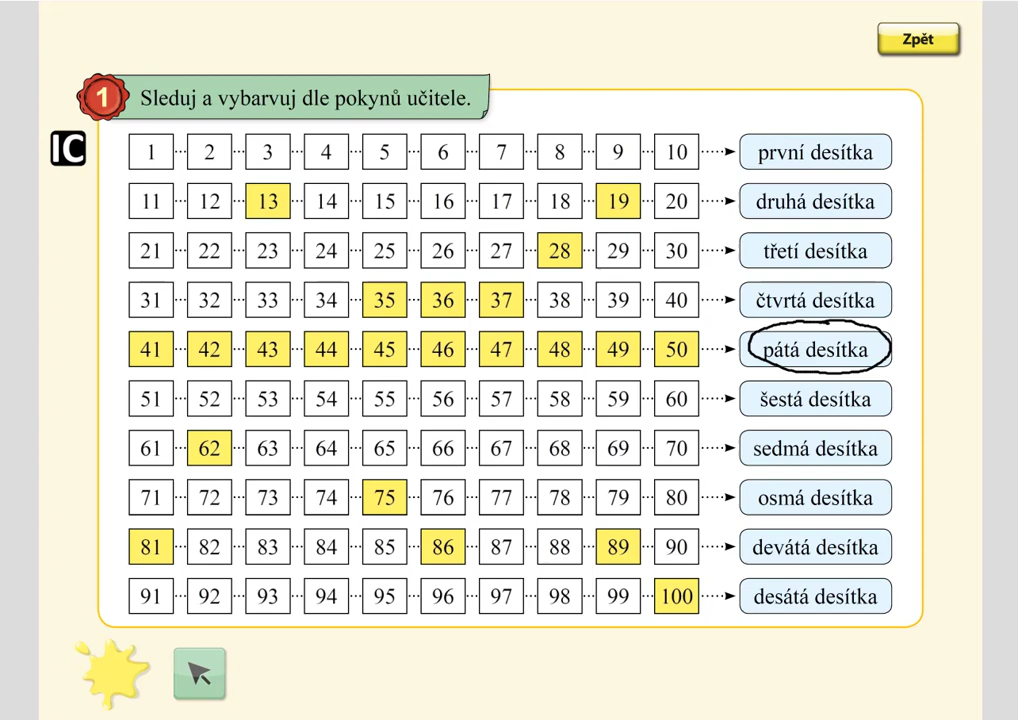 Zpět
1 Sleduj a vybarvuj dle pokynů učitele.
IC
1 2 3 4 5 6 7 8 9 10 první desítka
11 12 13 14 15 16 17 18 19 20 druhá desítka
21 22 23 24 25 26 27 28 29 30 třetí desítka
31 32 33 34 35 36 37 38 39 40 čtvrtá desítka
41 42 43 44 45 46 47 48 49 50 pátá desítka
51 52 53 54 55 56 57 58 59 60 šestá desítka
61 62 63 64 65 66 67 68 69 70 sedmá desítka
71 72 73 74 75 76 77 78 79 80 osmá desítka
81 82 83 84 85 86 87 88 89 90 devátá desítka
91 92 93 94 95 96 97 98 99 100 desátá desítka